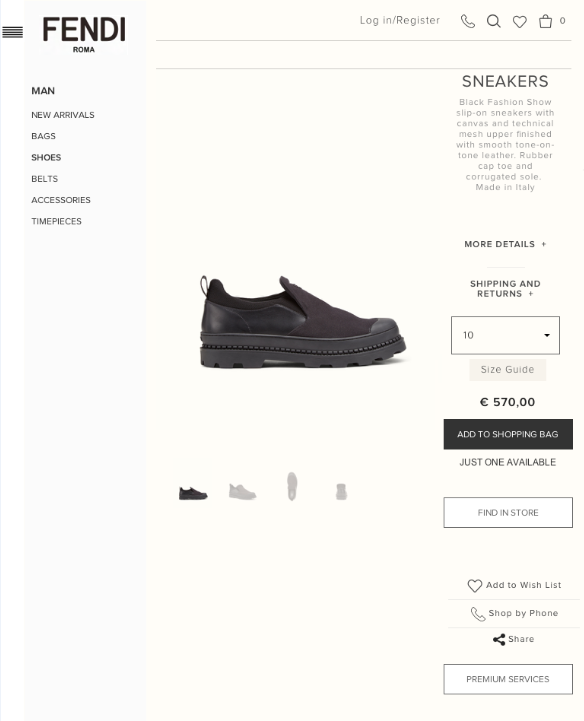 Log in/Register
0
FENDI
ROMA
MAN
NEW ARRIVALS
BAGS
SHOES
BELTS
ACCESSORIES
TIMEPIECES
SNEAKERS
Black Fashion Show
slip-on sneakers with
canvas and technical
mesh upper finished
with smooth tone-on-
tone leather. Rubber
cap toe and
corrugated sole.
Made in Italy
MORE DETAILS +
SHIPPING AND
RETURNS +
10
Size Guide
€ 570,00
ADD TO SHOPPING BAG
JUST ONE AVAILABLE
FIND IN STORE
Add to Wish List
Shop by Phone
Share
PREMIUM SERVICES